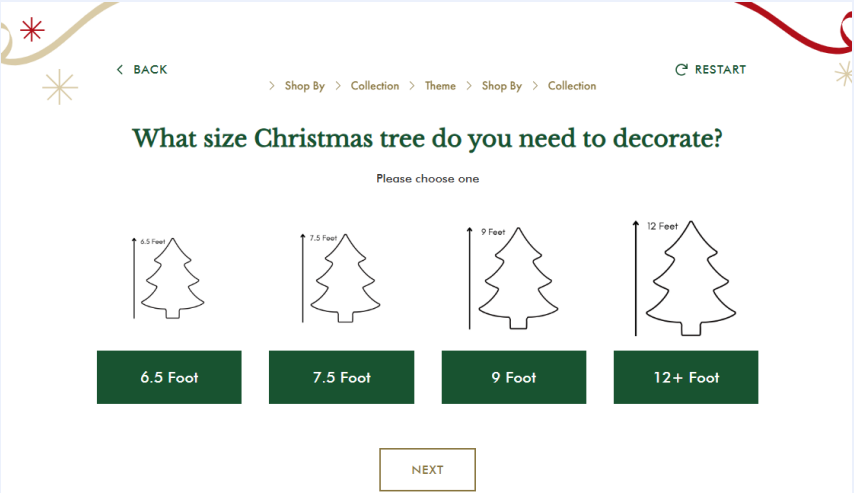 BACK
RESTART
Shop By > Collection > Theme > Shop By > Collection
What size Christmas tree do you need to decorate?
Please choose one
6.5 Feet
7.5 Feet
9 Feet
12 Feet
6.5 Foot
7.5 Foot
9 Foot
12+ Foot
NEXT